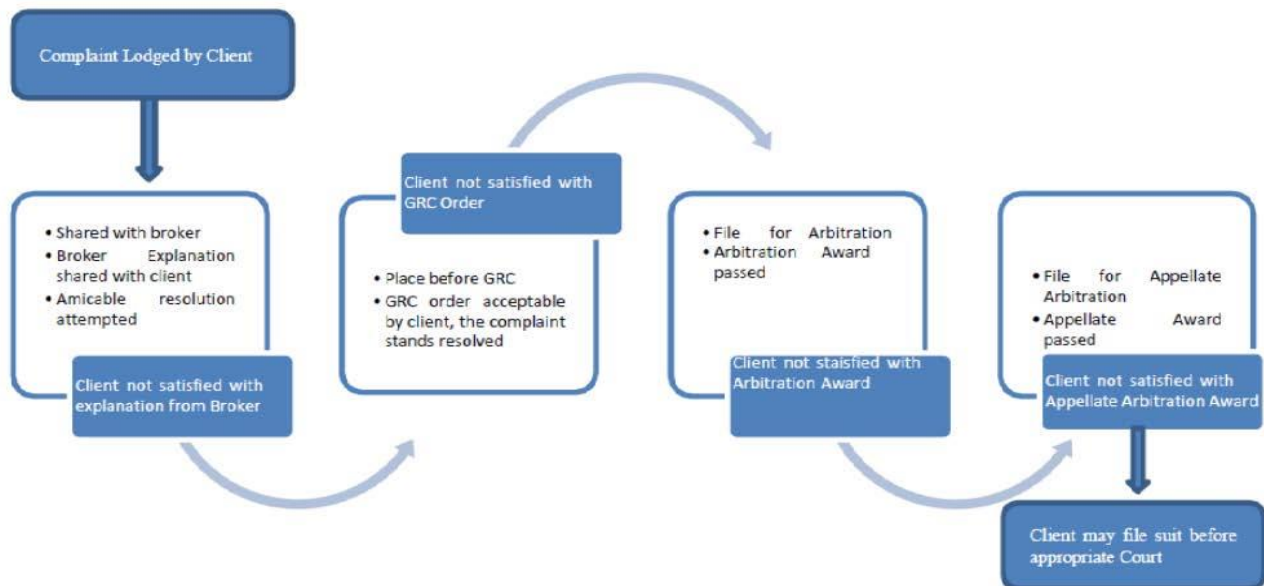 Complaint Lodged by Client
• Shared with broker
• Broker Explanation
shared with client
• Amicable resolution
attempted
Client not satisfied with
explanation from Broker
Client not satisfied with
GRC Order
• Place before GRC
• GRC order acceptable
by client, the complaint
stands resolved
• File for Arbitration
• Arbitration Award
passed
Client not staisfied with
Arbitration Award
• File for Appellate
Arbitration
• Appellate Award
passed
Client not satisfied with
Appellate Arbitration Award
Client may file suit before
appropriate Court